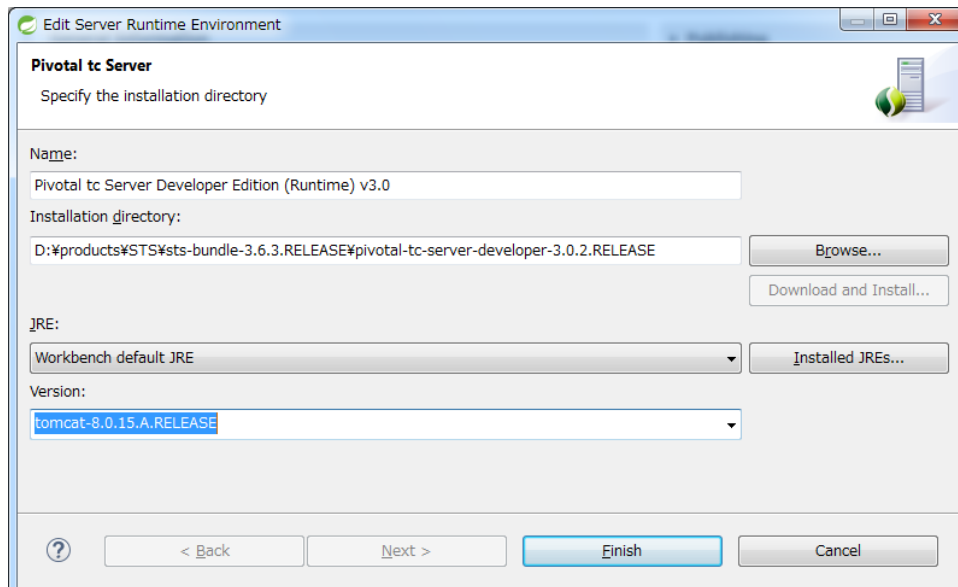 Edit Server Runtime Environment
Pivotal tc Server
Specify the installation directory
Name:
Pivotal tc Server Developer Edition (Runtime) v3.0
Installation directory:
D:¥products¥STS¥sts-bundle-3.6.3.RELEASE¥pivotal-tc-server-developer-3.0.2.RELEASE
Browse...
Download and Install...
JRE:
Workbench default JRE
Installed JREs...
Version:
tomcat-8.0.15.A.RELEASE
< Back
Next >
Finish
Cancel